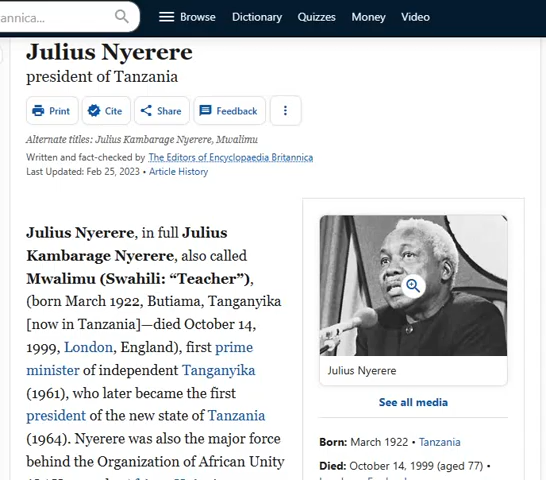 annica...
Browse
Dictionary
Quizzes
Money
Video
Julius Nyerere
president of Tanzania
Print
Cite
Share
Feedback
Alternate titles: Julius Kambarage Nyerere, Mwalimu
Written and fact-checked by The Editors of Encyclopaedia Britannica
Last Updated: Feb 25, 2023 • Article History
Julius Nyerere, in full Julius
Kambarage Nyerere, also called
Mwalimu (Swahili: “Teacher”),
(born March 1922, Butiama, Tanganyika
[now in Tanzania]—died October 14,
1999, London, England), first prime
minister of independent Tanganyika
(1961), who later became the first
president of the new state of Tanzania
(1964). Nyerere was also the major force
behind the Organization of African Unity
Julius Nyerere
See all media
Born: March 1922 • Tanzania
Died: October 14, 1999 (aged 77) •